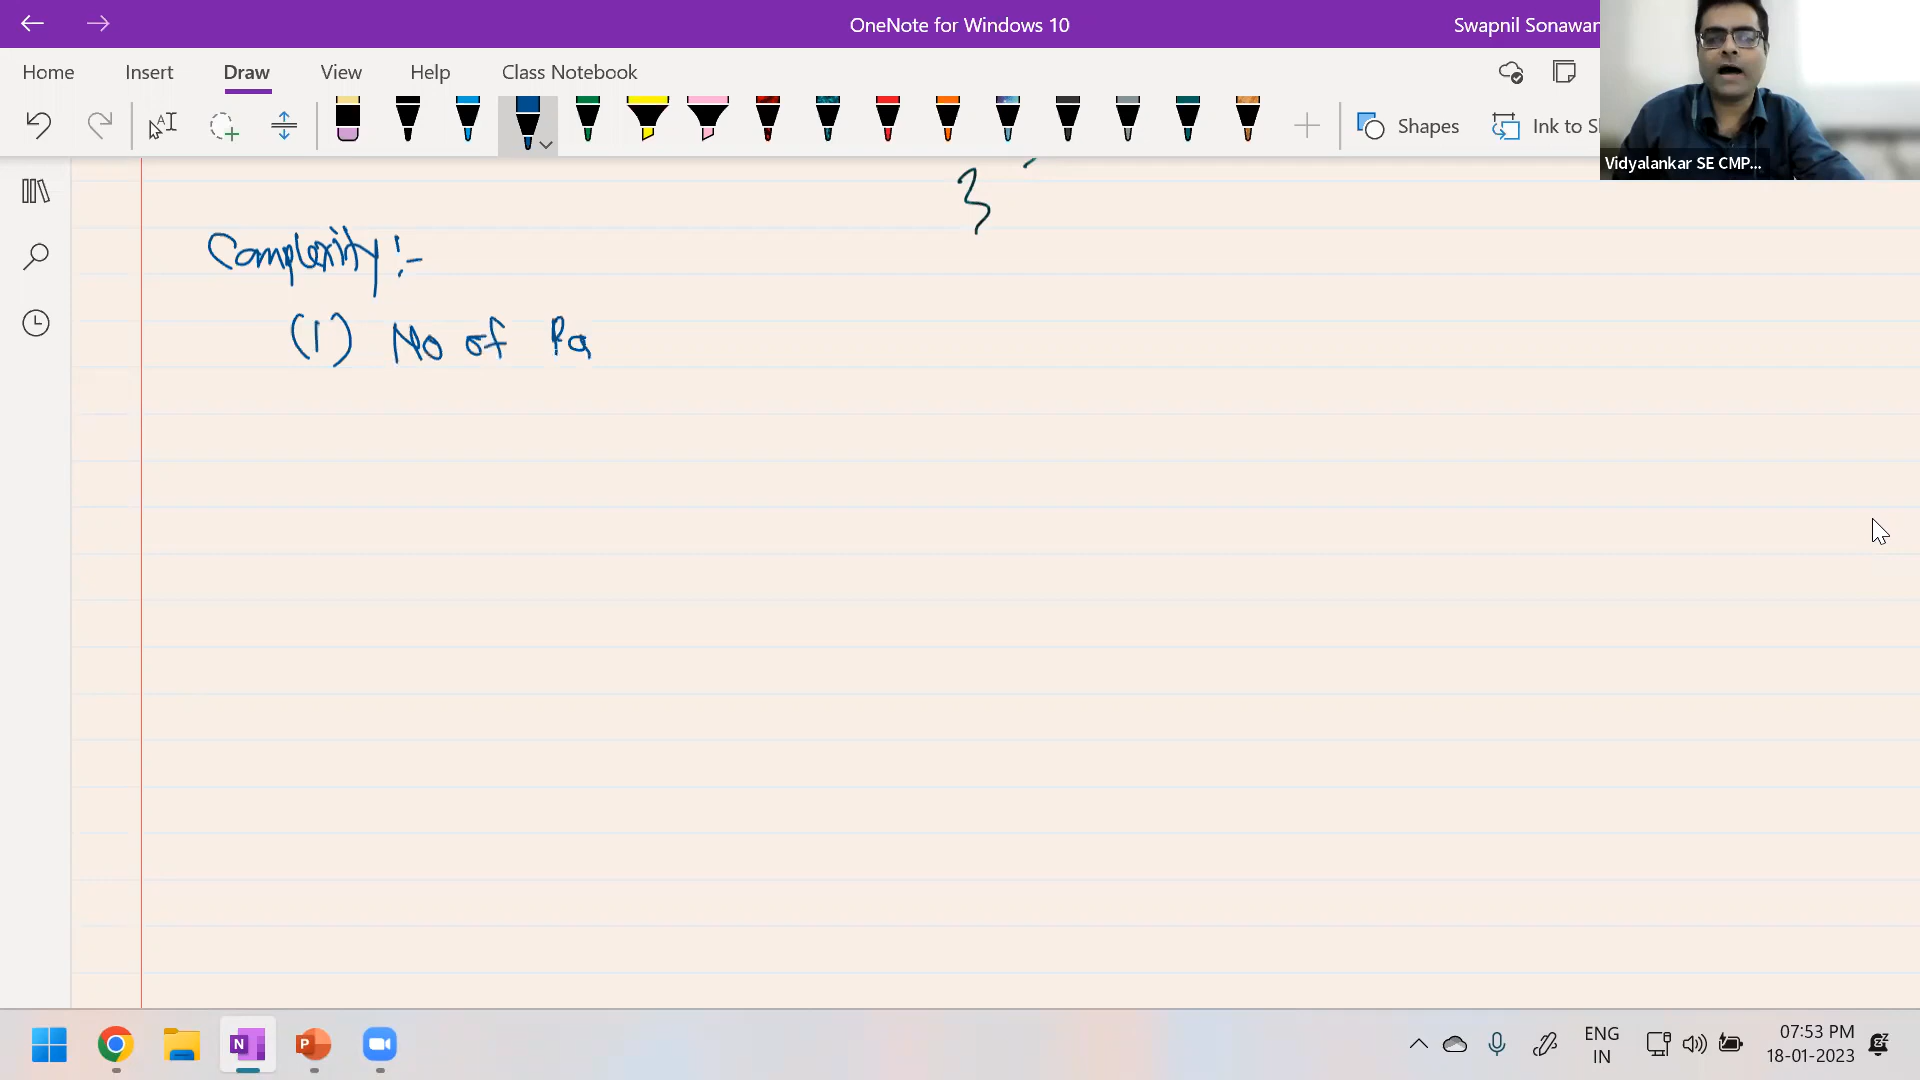 OneNote for Windows 10
Swapnil Sonawar
Home Insert Draw View Help Class Notebook
Shapes
Ink to S
Vidyalankar SE CMP...
}
Complexity :-
(1) No of Pa
ENG
IN
07:53 PM
18-01-2023